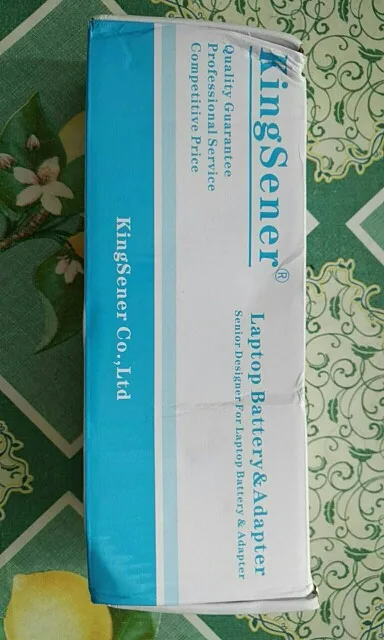 KingSener®
Quality Guarantee
Professional Service
Competitive Price
Laptop Battery&Adapter
Senior Designer For Laptop Battery & Adapter
KingSener Co.,Ltd